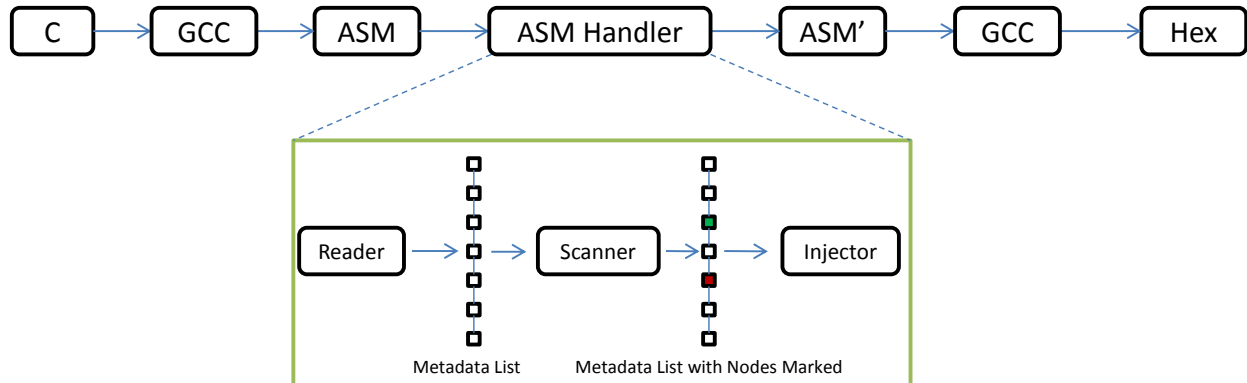 C
GCC
ASM
ASM Handler
ASM’
GCC
Hex
Reader
Scanner
Injector
Metadata List
Metadata List with Nodes Marked